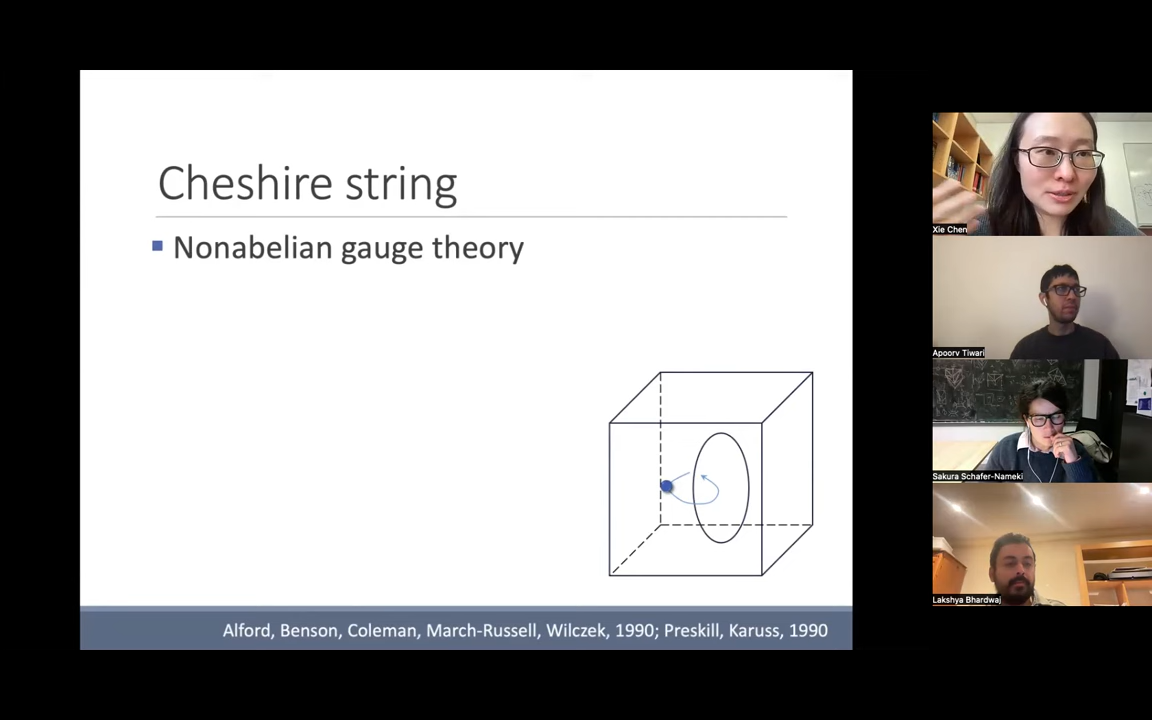 Cheshire string
Nonabelian gauge theory
Alford, Benson, Coleman, March-Russell, Wilczek, 1990; Preskill, Karuss, 1990
Xie Chen
Apoorv Tiwari
Sakura Schafer-Nameki
Lakshya Bhardwaj